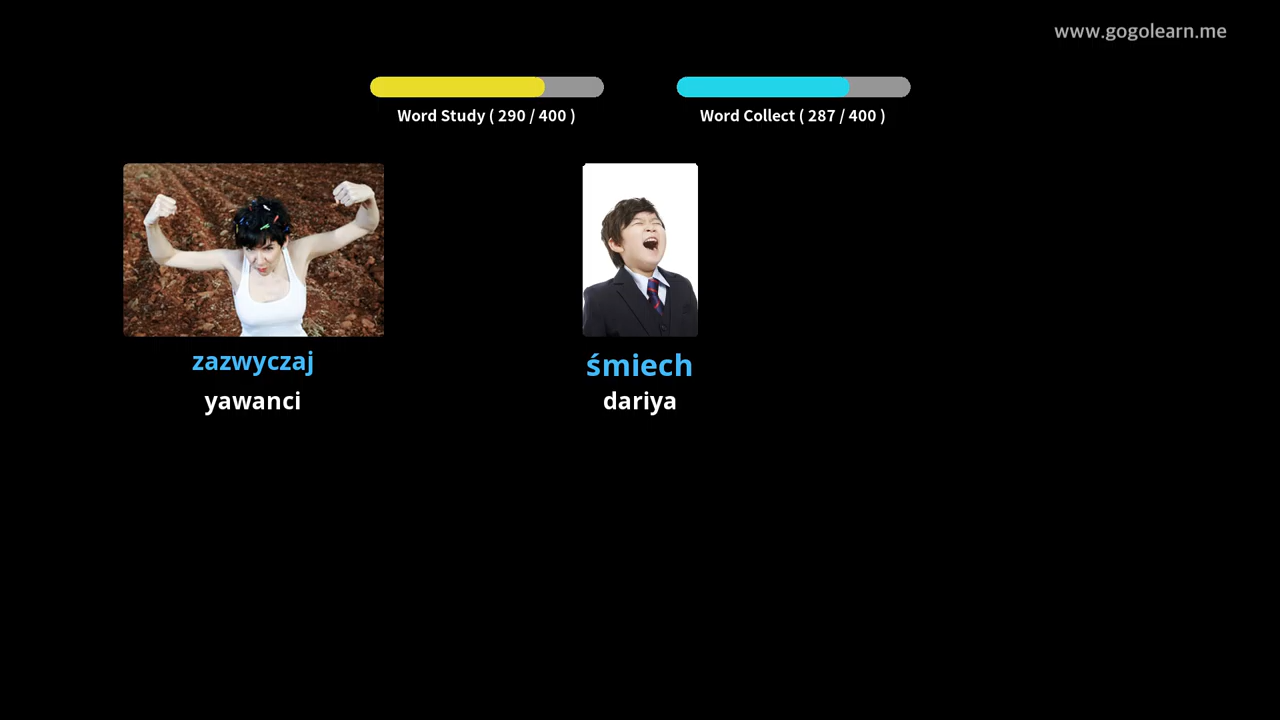 www.gogolearn.me
Word Study ( 290 / 400 )
Word Collect ( 287 / 400 )
zazwyczaj
yawanci
śmiech
dariya